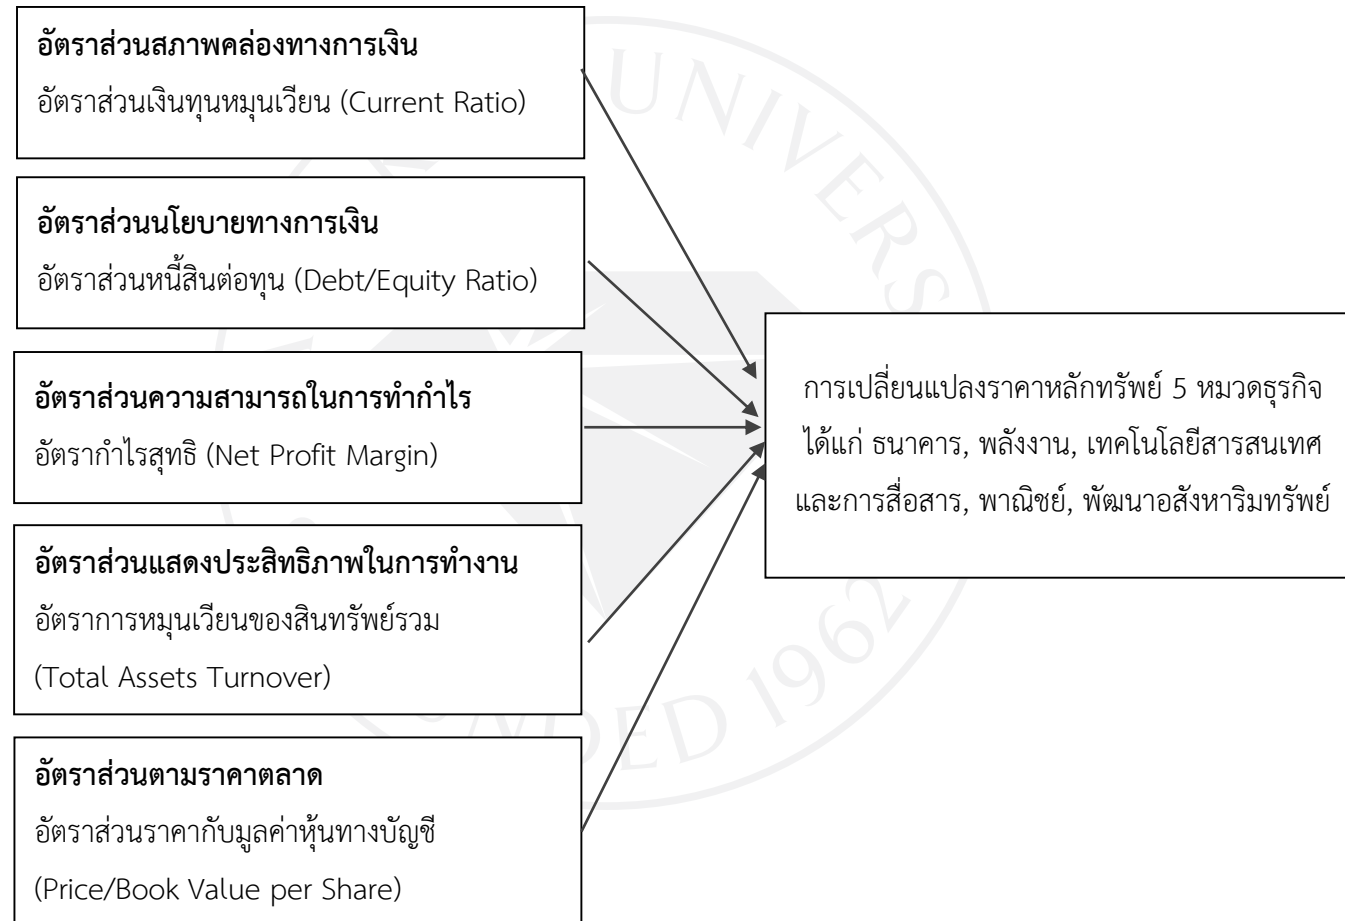 อัตราส่วนสภาพคล่องทางการเงิน
อัตราส่วนเงินทุนหมุนเวียน (Current Ratio)
อัตราส่วนนโยบายทางการเงิน
อัตราส่วนหนี้สินต่อทุน (Debt/Equity Ratio)
อัตราส่วนความสามารถในการทำกำไร
อัตรากำไรสุทธิ (Net Profit Margin)
อัตราส่วนแสดงประสิทธิภาพในการทำงาน
อัตราการหมุนเวียนของสินทรัพย์รวม
(Total Assets Turnover)
อัตราส่วนตามราคาตลาด
อัตราส่วนราคากับมูลค่าหุ้นทางบัญชี
(Price/Book Value per Share)
การเปลี่ยนแปลงราคาหลักทรัพย์ 5 หมวดธุรกิจ
ได้แก่ ธนาคาร, พลังงาน, เทคโนโลยีสารสนเทศ
และการสื่อสาร, พาณิชย์, พัฒนาอสังหาริมทรัพย์
1962